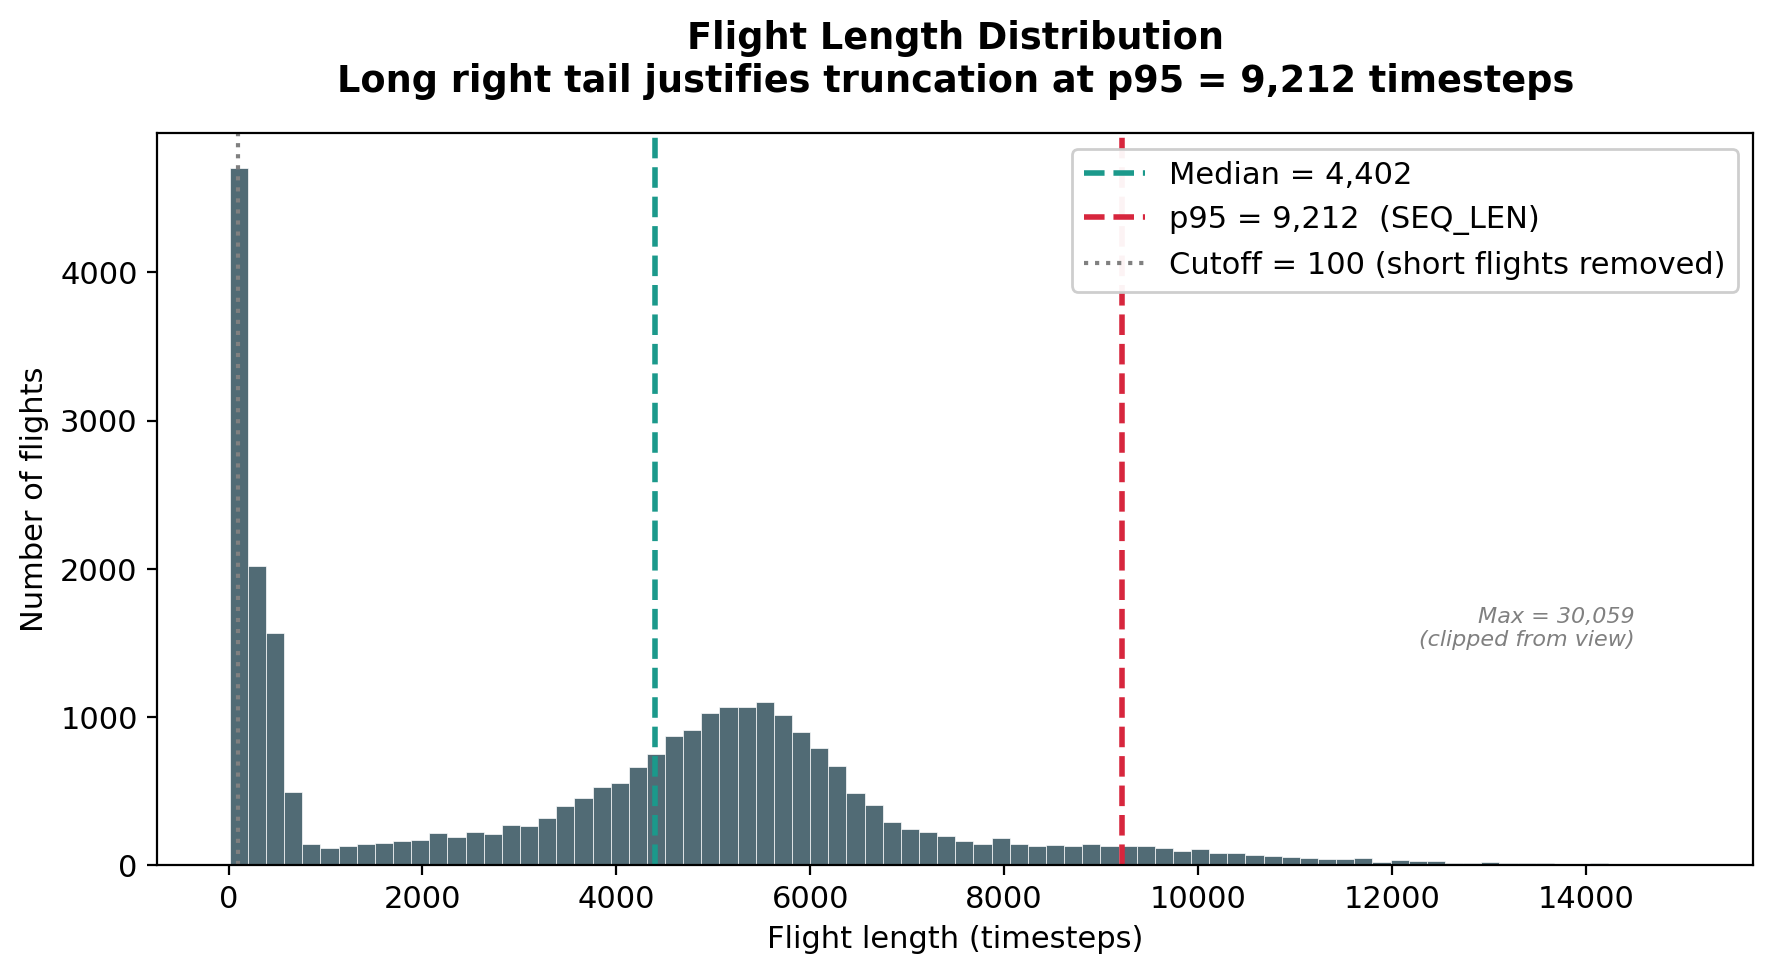 Flight Length Distribution
Long right tail justifies truncation at p95 = 9,212 timesteps
Median = 4,402
p95 = 9,212  (SEQ_LEN)
Cutoff = 100 (short flights removed)
Number of flights
4000
3000
2000
1000
0
Max = 30,059
(clipped from view)
0 2000 4000 6000 8000 10000 12000 14000
Flight length (timesteps)